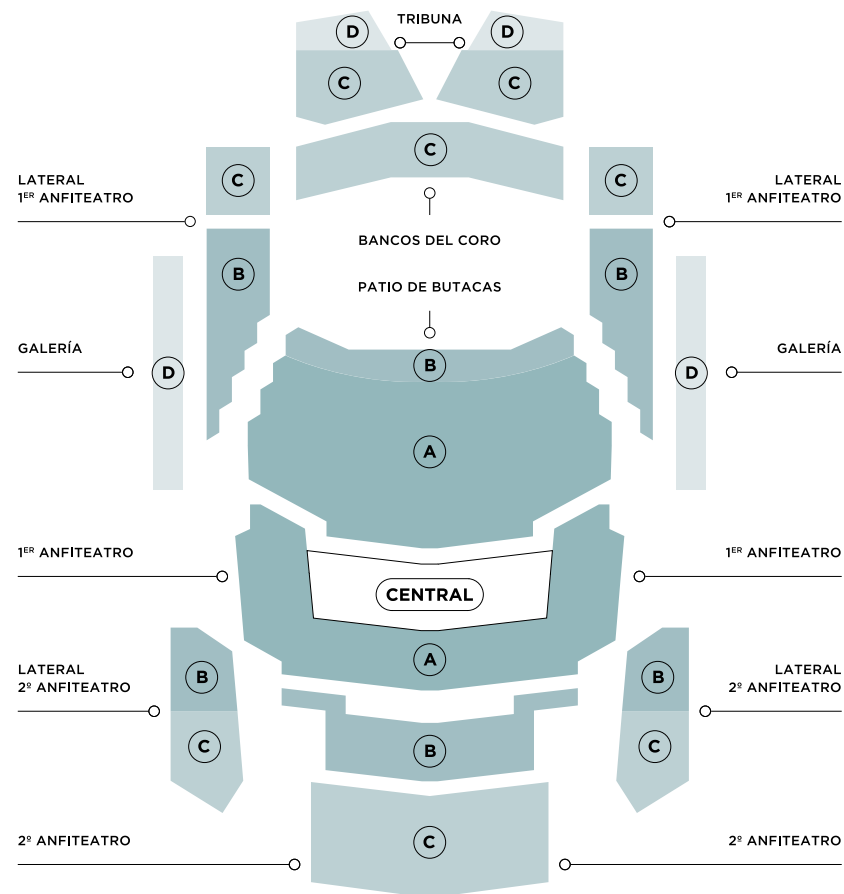 TRIBUNA
D
D
C
C
C
C
C
LATERAL
1ER ANFITEATRO
LATERAL
1ER ANFITEATRO
BANCOS DEL CORO
B
B
PATIO DE BUTACAS
GALERÍA
GALERÍA
B
D
D
A
1ER ANFITEATRO
1ER ANFITEATRO
CENTRAL
A
LATERAL
2º ANFITEATRO
LATERAL
2º ANFITEATRO
B
B
C
C
B
2º ANFITEATRO
2º ANFITEATRO
C